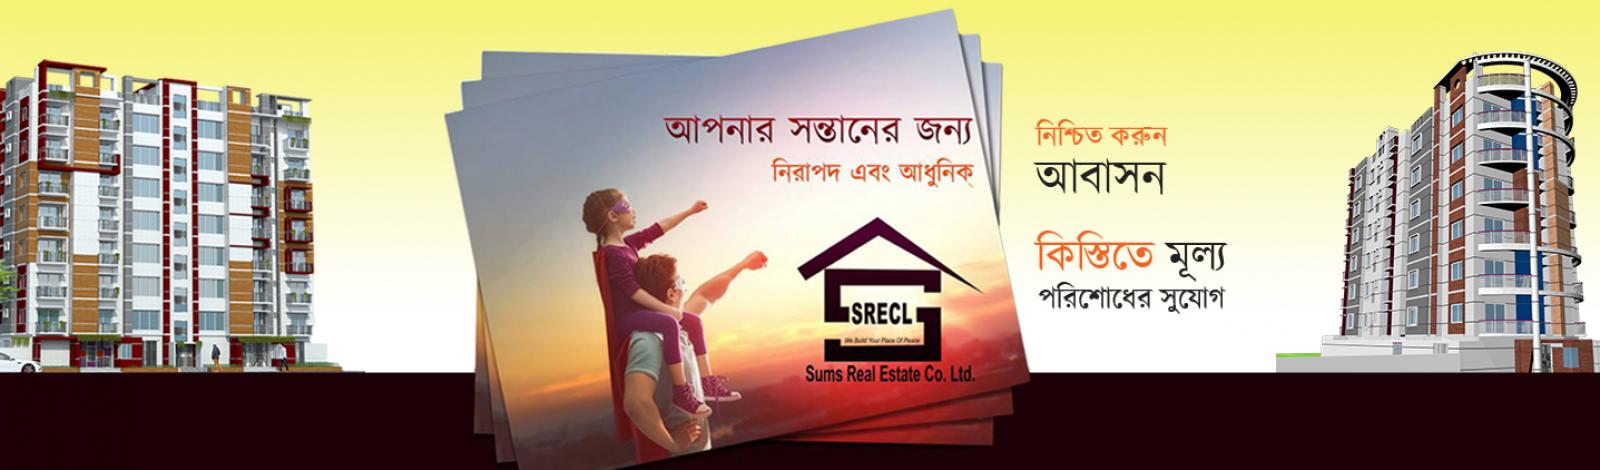 আপনার সন্তানের জন্য
নিরাপদ এবং আধুনিক্
SRECL
We Build Your Place Of Peace
Sums Real Estate Co. Ltd.
নিশ্চিত করুন
আবাসন
কিস্তিতে মূল্য
পরিশোধের সুযোগ